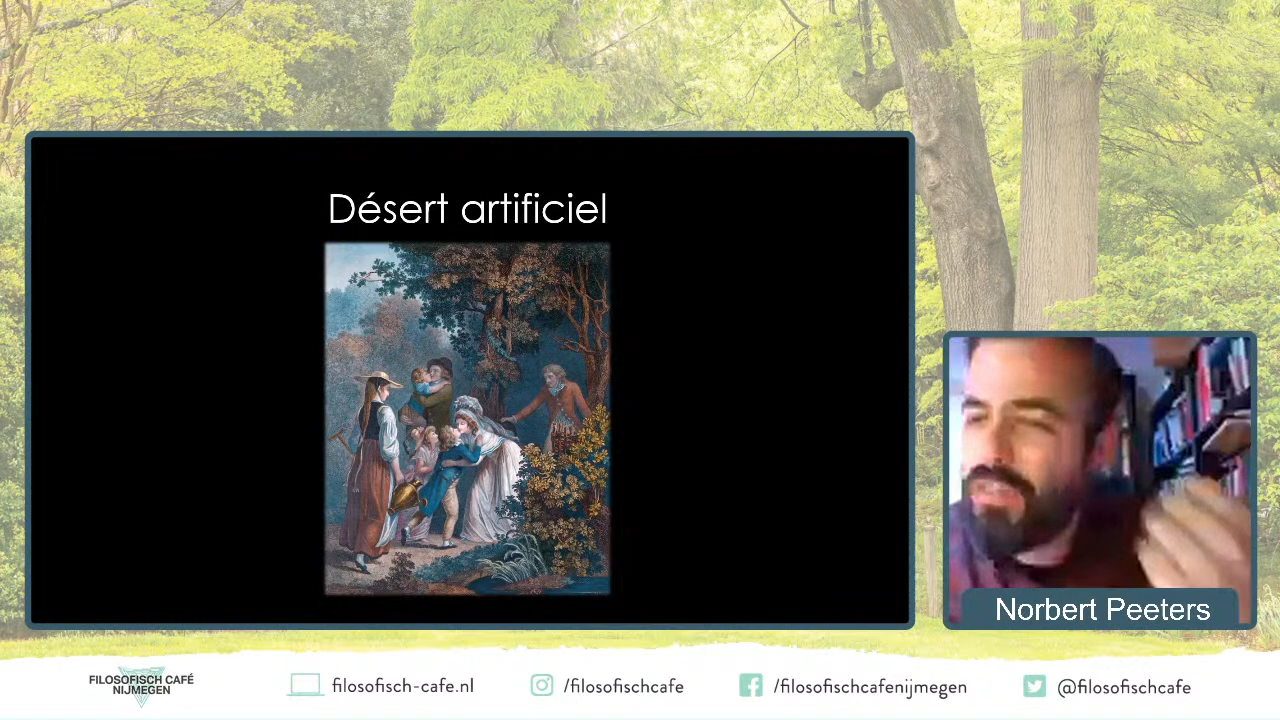 Désert artificiel
Norbert Peeters
FILOSOFISCH CAFÉ
NIJMEGEN
filosofisch-cafe.nl
/filosofischcafe
/filosofischcafenijmegen
@filosofischcafe